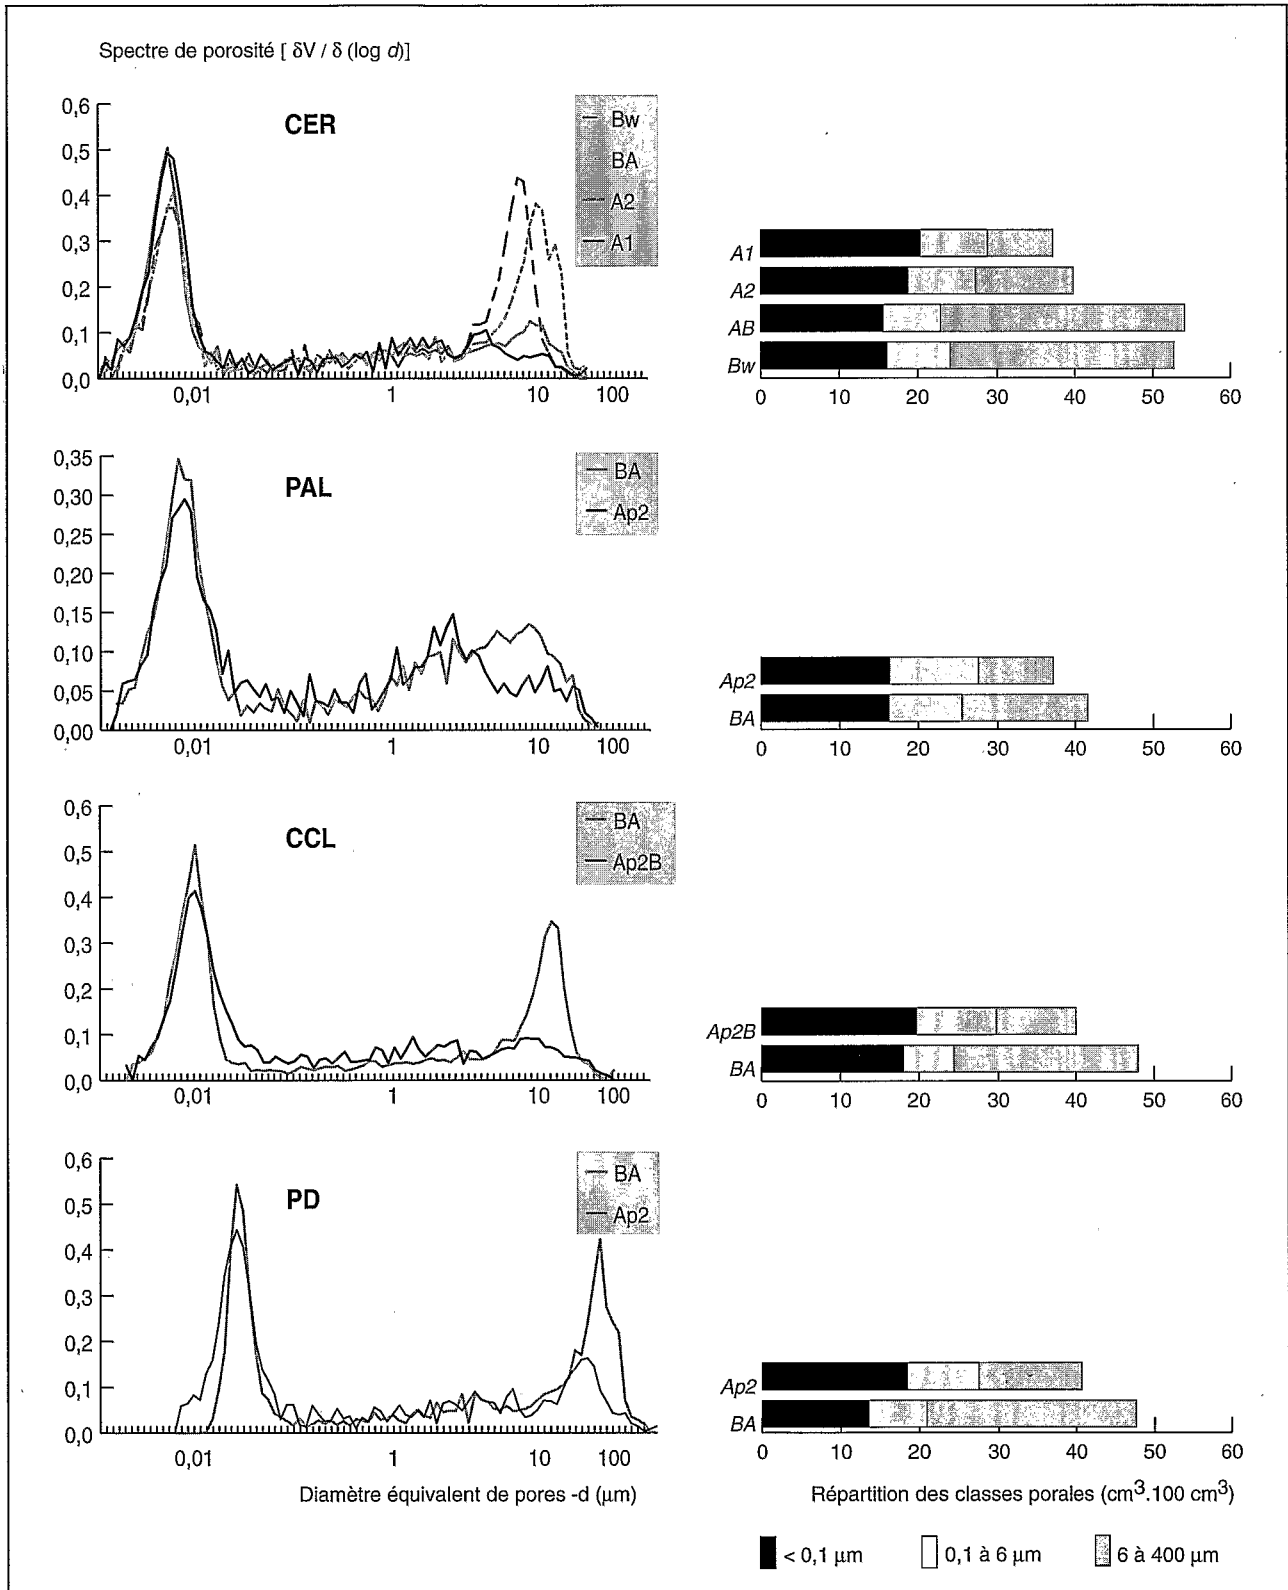 Spectre de porosité [ δV / δ (log d)]
CER
0,6
0,5
0,4
0,3
0,2
0,1
0,0
0,01 1 10 100
Bw
BA
A2
A1
A1
A2
AB
Bw
0 10 20 30 40 50 60
PAL
0,35
0,30
0,25
0,20
0,15
0,10
0,05
0,00
0,01 1 10 100
BA
Ap2
Ap2
BA
0 10 20 30 40 50 60
CCL
0,6
0,5
0,4
0,3
0,2
0,1
0,0
0,01 1 10 100
BA
Ap2B
Ap2B
BA
0 10 20 30 40 50 60
PD
0,6
0,5
0,4
0,3
0,2
0,1
0,0
0,01 1 10 100
BA
Ap2
Ap2
BA
0 10 20 30 40 50 60
Diamètre équivalent de pores -d (μm)
Répartition des classes porales (cm³.100 cm³)
< 0,1 μm 0,1 à 6 μm 6 à 400 μm